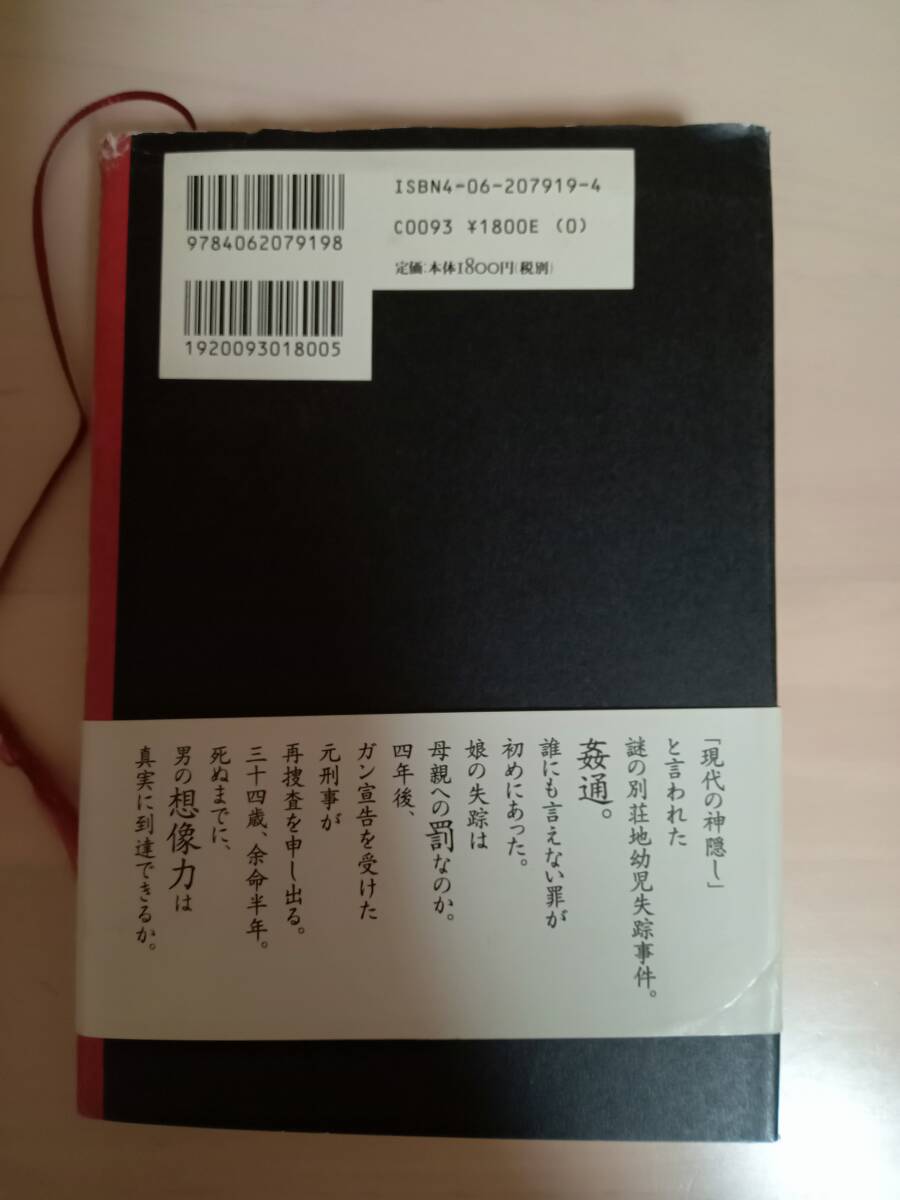 ISBN4-06-207919-4
C0093 ¥1800E (0)
定価:本体1800円(税別)
9784062079198
1920093018005
「現代の神隠し」
と言われた
謎の別荘地幼児失踪事件。
姦通。
誰にも言えない罪が
初めにあった。
娘の失踪は
母親への罰なのか。
四年後、
ガン宣告を受けた
元刑事が
再捜査を申し出る。
三十四歳、余命半年。
死ぬまでに、
男の想像力は
真実に到達できるか。